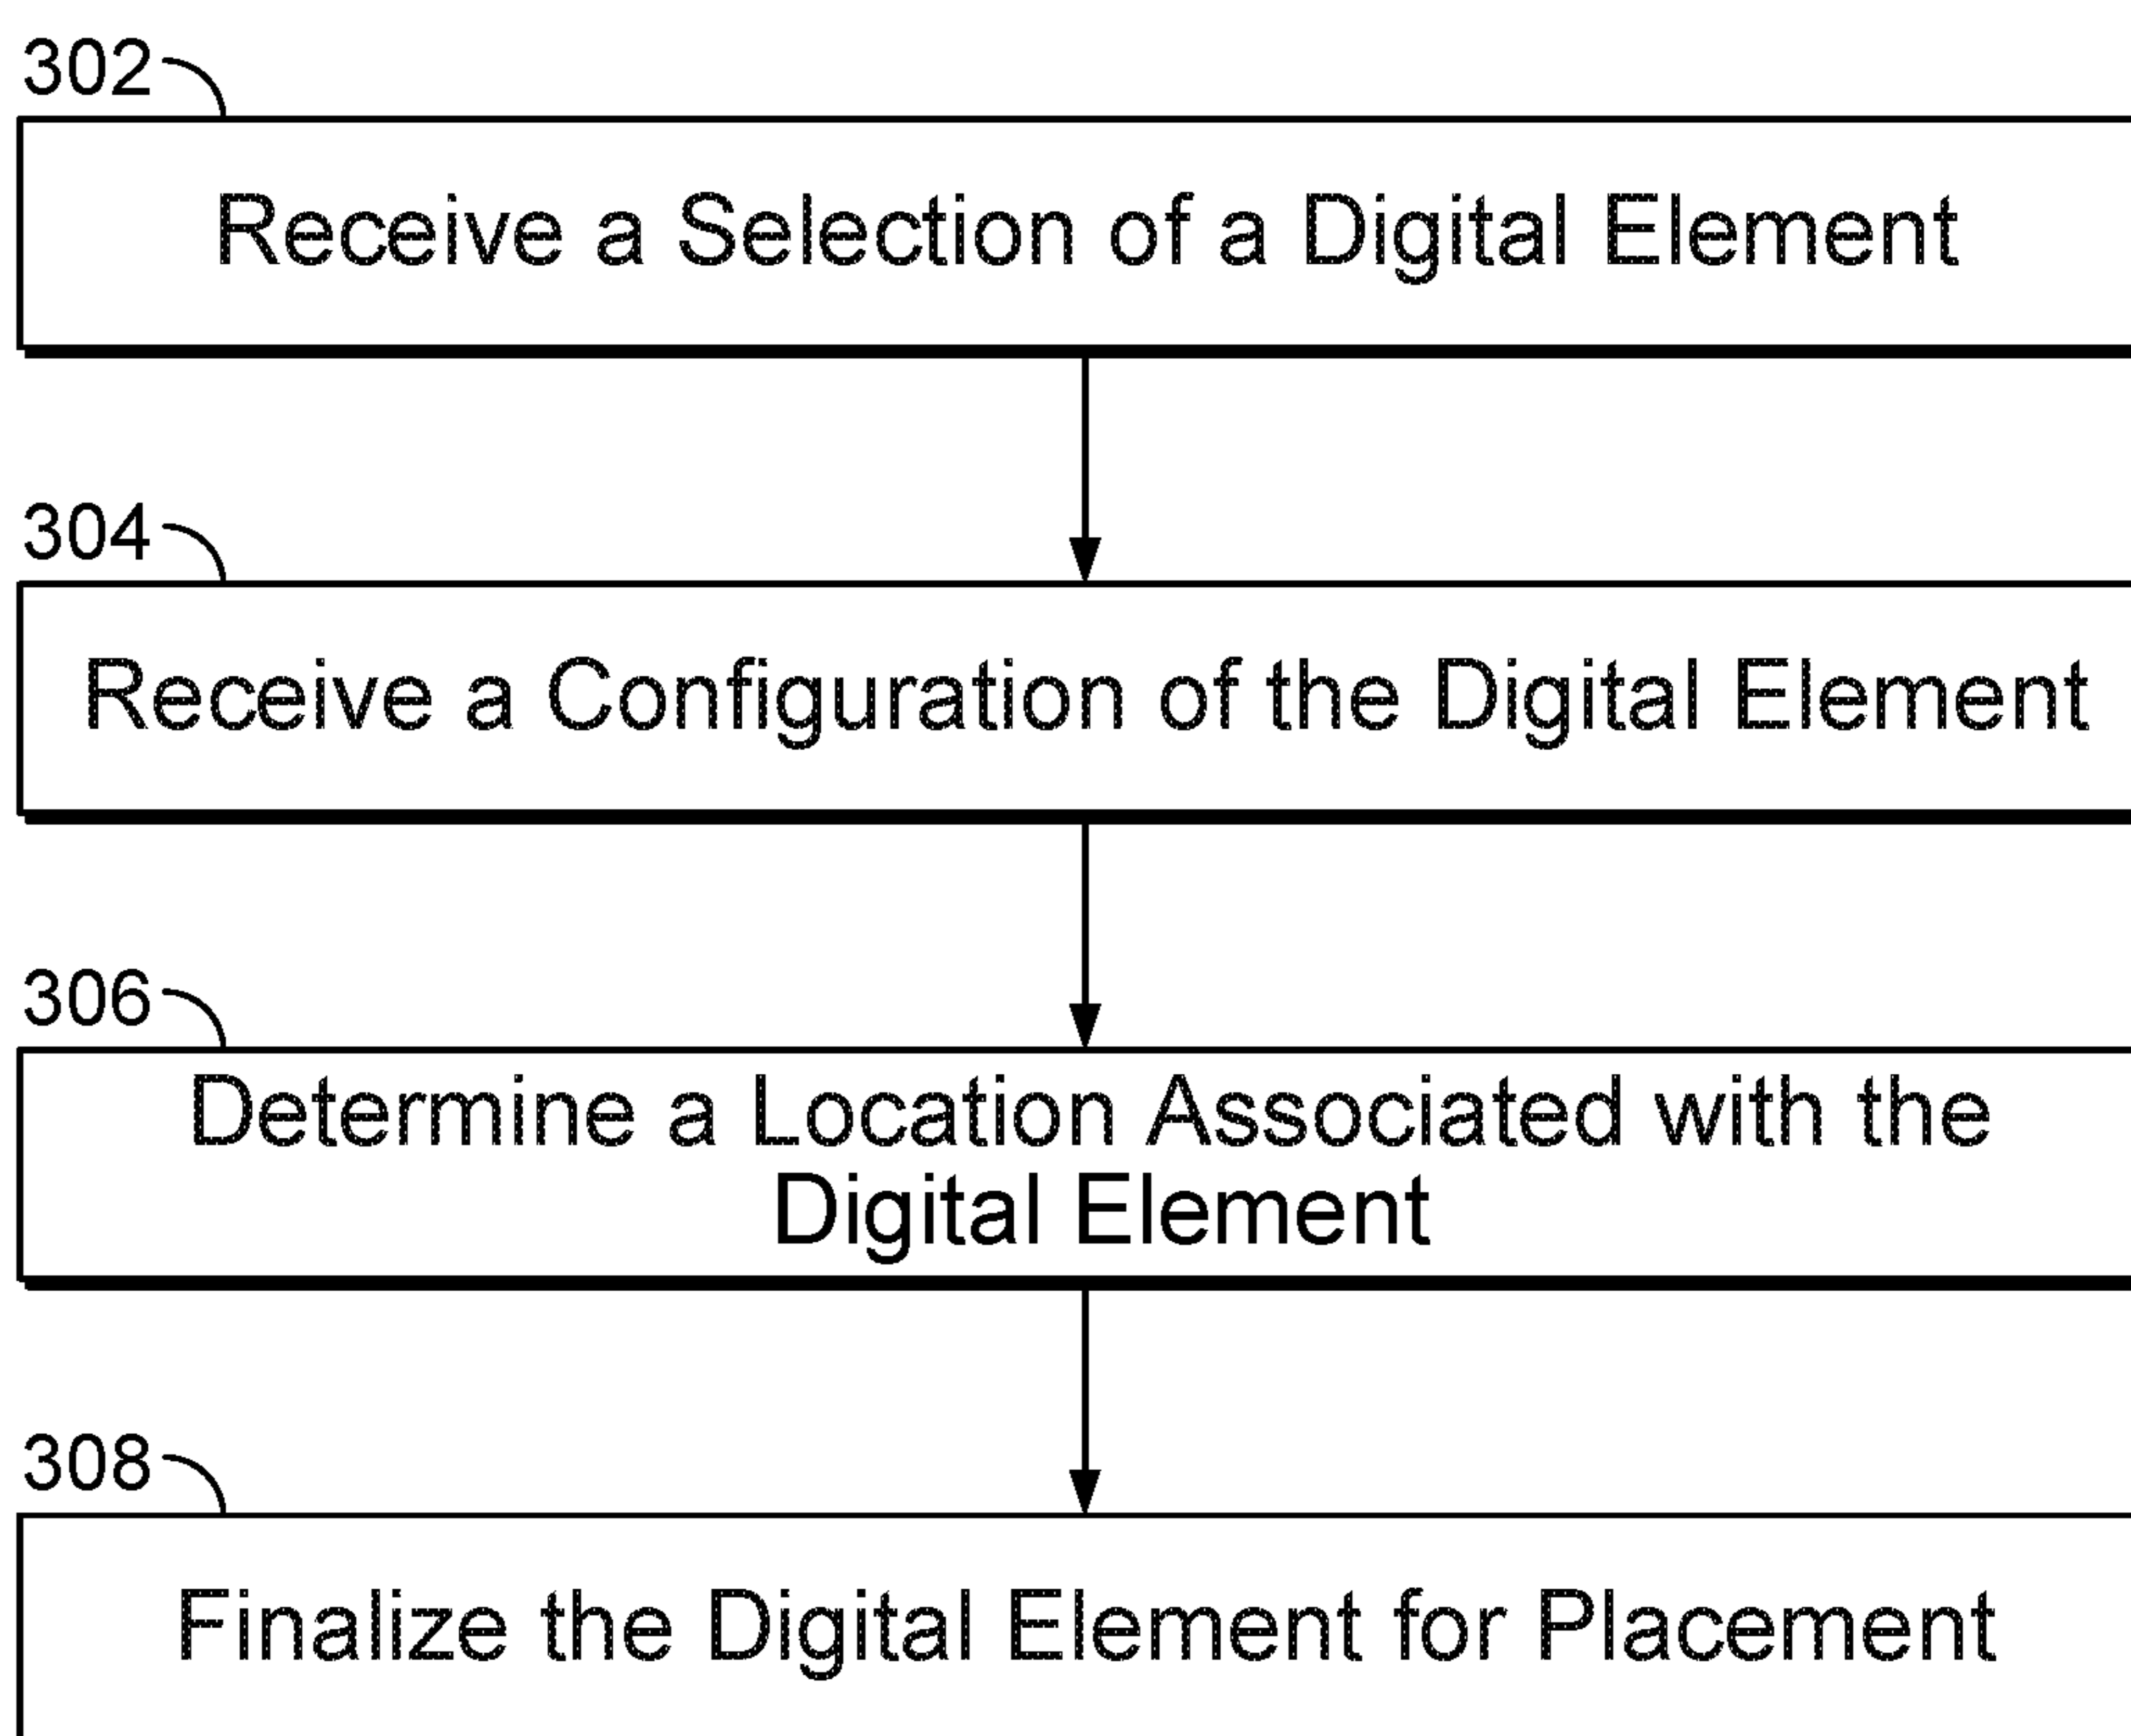 302
Receive a Selection of a Digital Element
304
Receive a Configuration of the Digital Element
306
Determine a Location Associated with the
Digital Element
308
Finalize the Digital Element for Placement